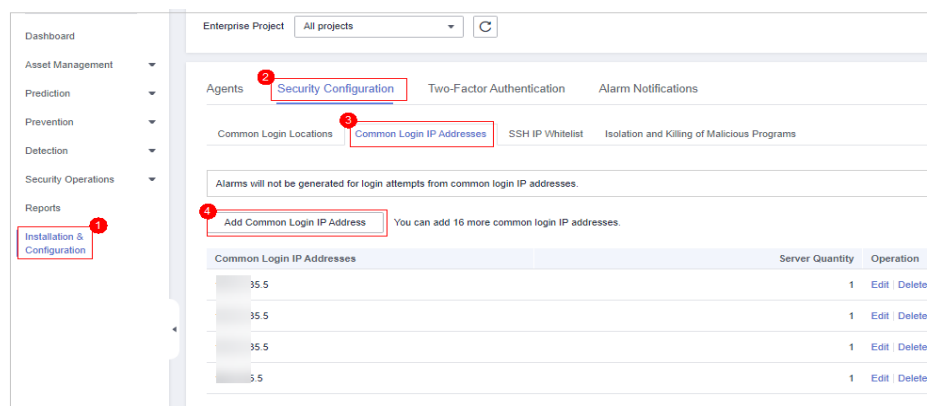 Enterprise Project All projects
Dashboard
Asset Management
Prediction
Prevention
Detection
Security Operations
Reports
1
Installation &
Configuration
2
Agents Security Configuration Two-Factor Authentication Alarm Notifications
3
Common Login Locations Common Login IP Addresses SSH IP Whitelist Isolation and Killing of Malicious Programs
Alarms will not be generated for login attempts from common login IP addresses.
4
Add Common Login IP Address You can add 16 more common login IP addresses.
Common Login IP Addresses Server Quantity Operation
35.5 1 Edit | Delete
35.5 1 Edit | Delete
35.5 1 Edit | Delete
5.5 1 Edit | Delete